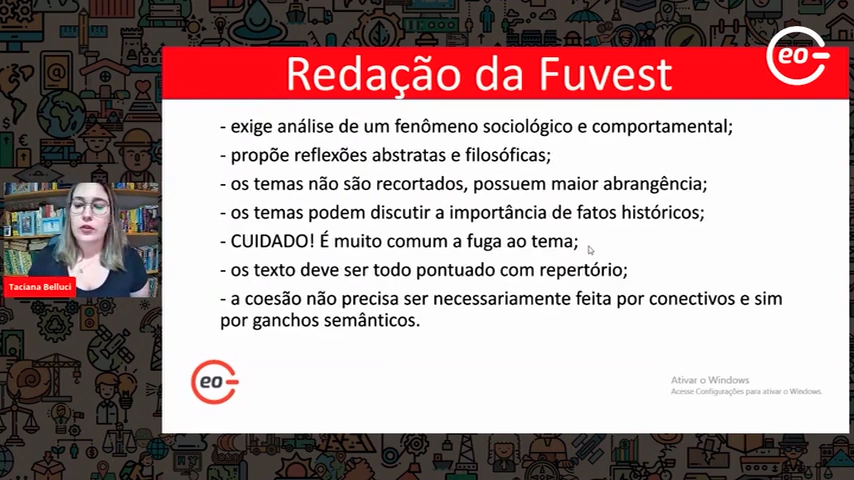 Redação da Fuvest
eo
- exige análise de um fenômeno sociológico e comportamental;
- propõe reflexões abstratas e filosóficas;
- os temas não são recortados, possuem maior abrangência;
- os temas podem discutir a importância de fatos históricos;
- CUIDADO! É muito comum a fuga ao tema;
- os texto deve ser todo pontuado com repertório;
- a coesão não precisa ser necessariamente feita por conectivos e sim
por ganchos semânticos.
Taciana Belluci
eo
Ativar o Windows
Acesse Configurações para ativar o Windows.